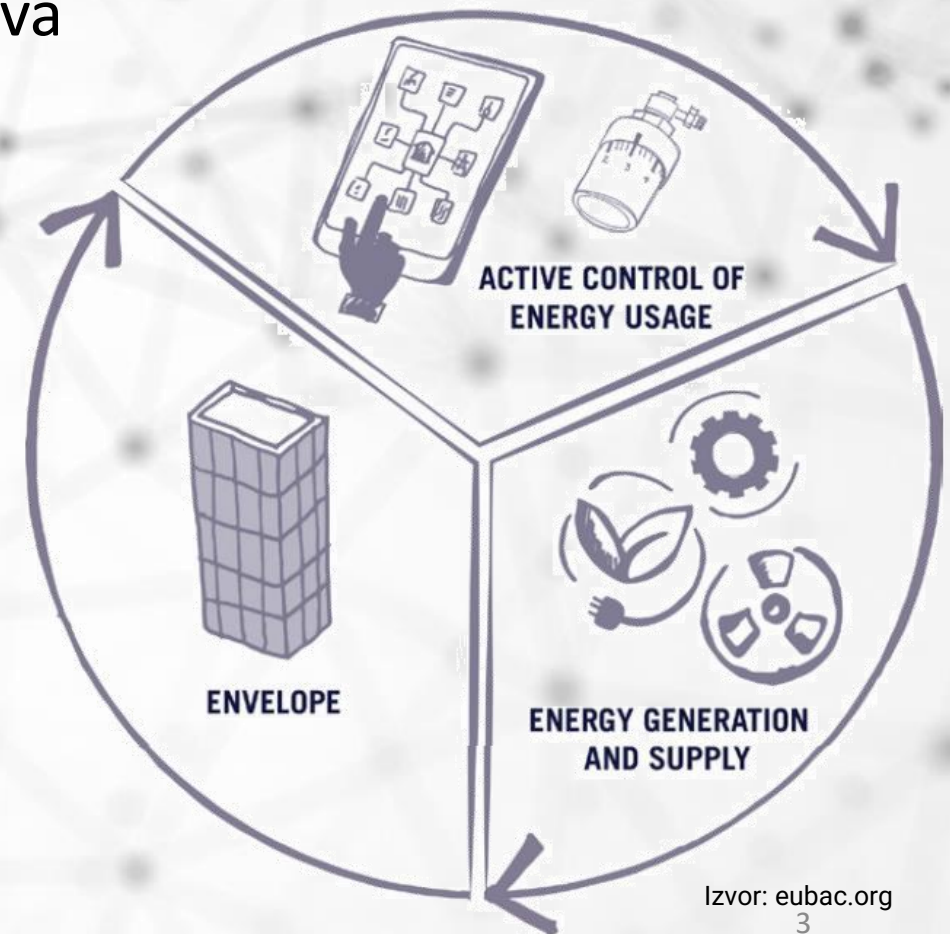 va
ACTIVE CONTROL OF
ENERGY USAGE
ENVELOPE
ENERGY GENERATION
AND SUPPLY
Izvor: eubac.org
3